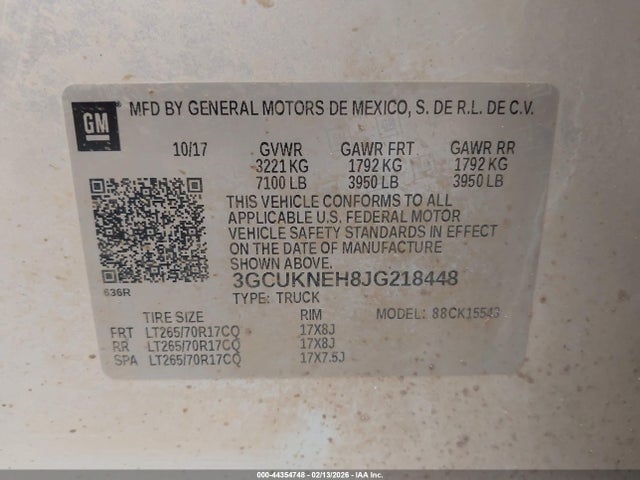 GM
MFD BY GENERAL MOTORS DE MEXICO, S. DE R.L. DE C.V.
10/17 GVWR GAWR FRT GAWR RR
3221 KG 1792 KG 1792 KG
7100 LB 3950 LB 3950 LB
THIS VEHICLE CONFORMS TO ALL
APPLICABLE U.S. FEDERAL MOTOR
VEHICLE SAFETY STANDARDS IN EFFECT
ON THE DATE OF MANUFACTURE
SHOWN ABOVE.
3GCUKNEH8JG218448
636R
TYPE: TRUCK
TIRE SIZE RIM MODEL:
FRT LT265/70R17CQ 17X8J
RR LT265/70R17CQ 17X8J
SPA LT265/70R17CQ 17X7.5J
000-44354748 - 02/13/2026 - IAA Inc.